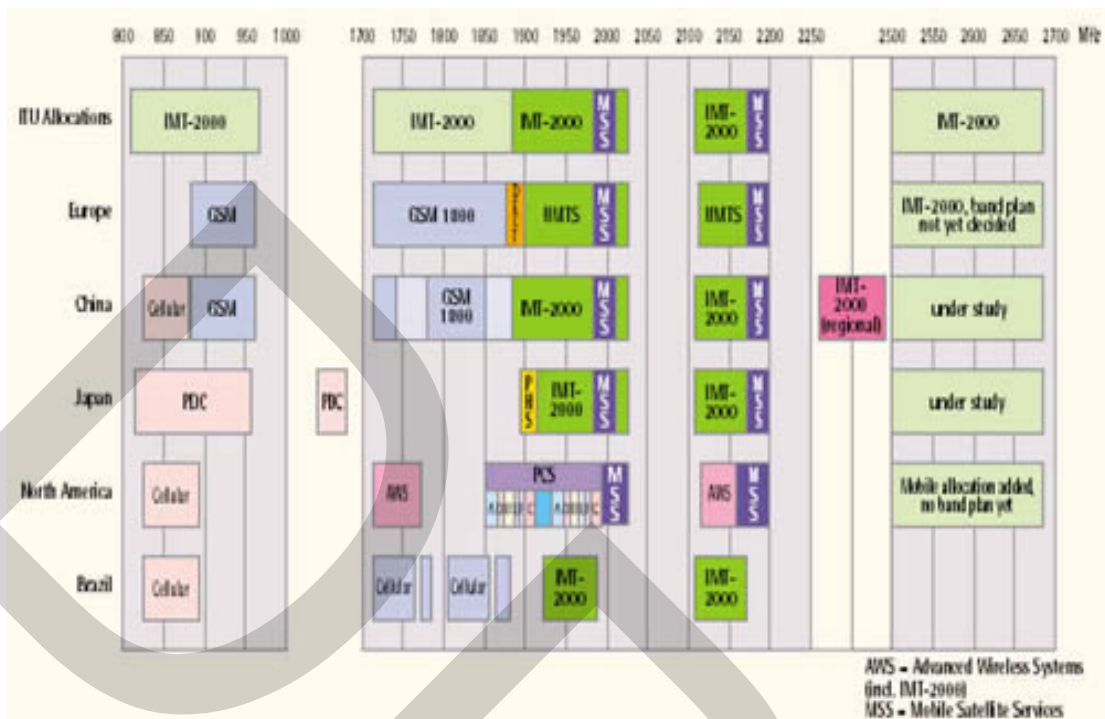 800 850 900 950 1000 1700 1750 1800 1850 1900 1950 2000 2050 2100 2150 2200 2250 2500 2550 2600 2650 2700 MHz
ITU Allocations
IMT-2000
IMT-2000
IMT-2000
MSS
IMT-
2000
MSS
IMT-2000
Europe
GSM
GSM 1800
UMTS
MSS
UMTS
MSS
IMT-2000, band plan
not yet decided
China
Cellular
GSM
GSM
1800
IMT-2000
MSS
IMT-
2000
MSS
IMT-
2000
(regional)
under study
Japan
PDC
PDC
PHS
IMT-
2000
MSS
IMT-
2000
MSS
under study
North America
Cellular
AWS
PCS
MSS
AWS
MSS
Mobile allocation added,
no band plan yet
Brazil
Cellular
Cellular
Cellular
IMT-
2000
IMT-
2000
AWS = Advanced Wireless Systems
(incl. IMT-2000)
MSS = Mobile Satellite Services